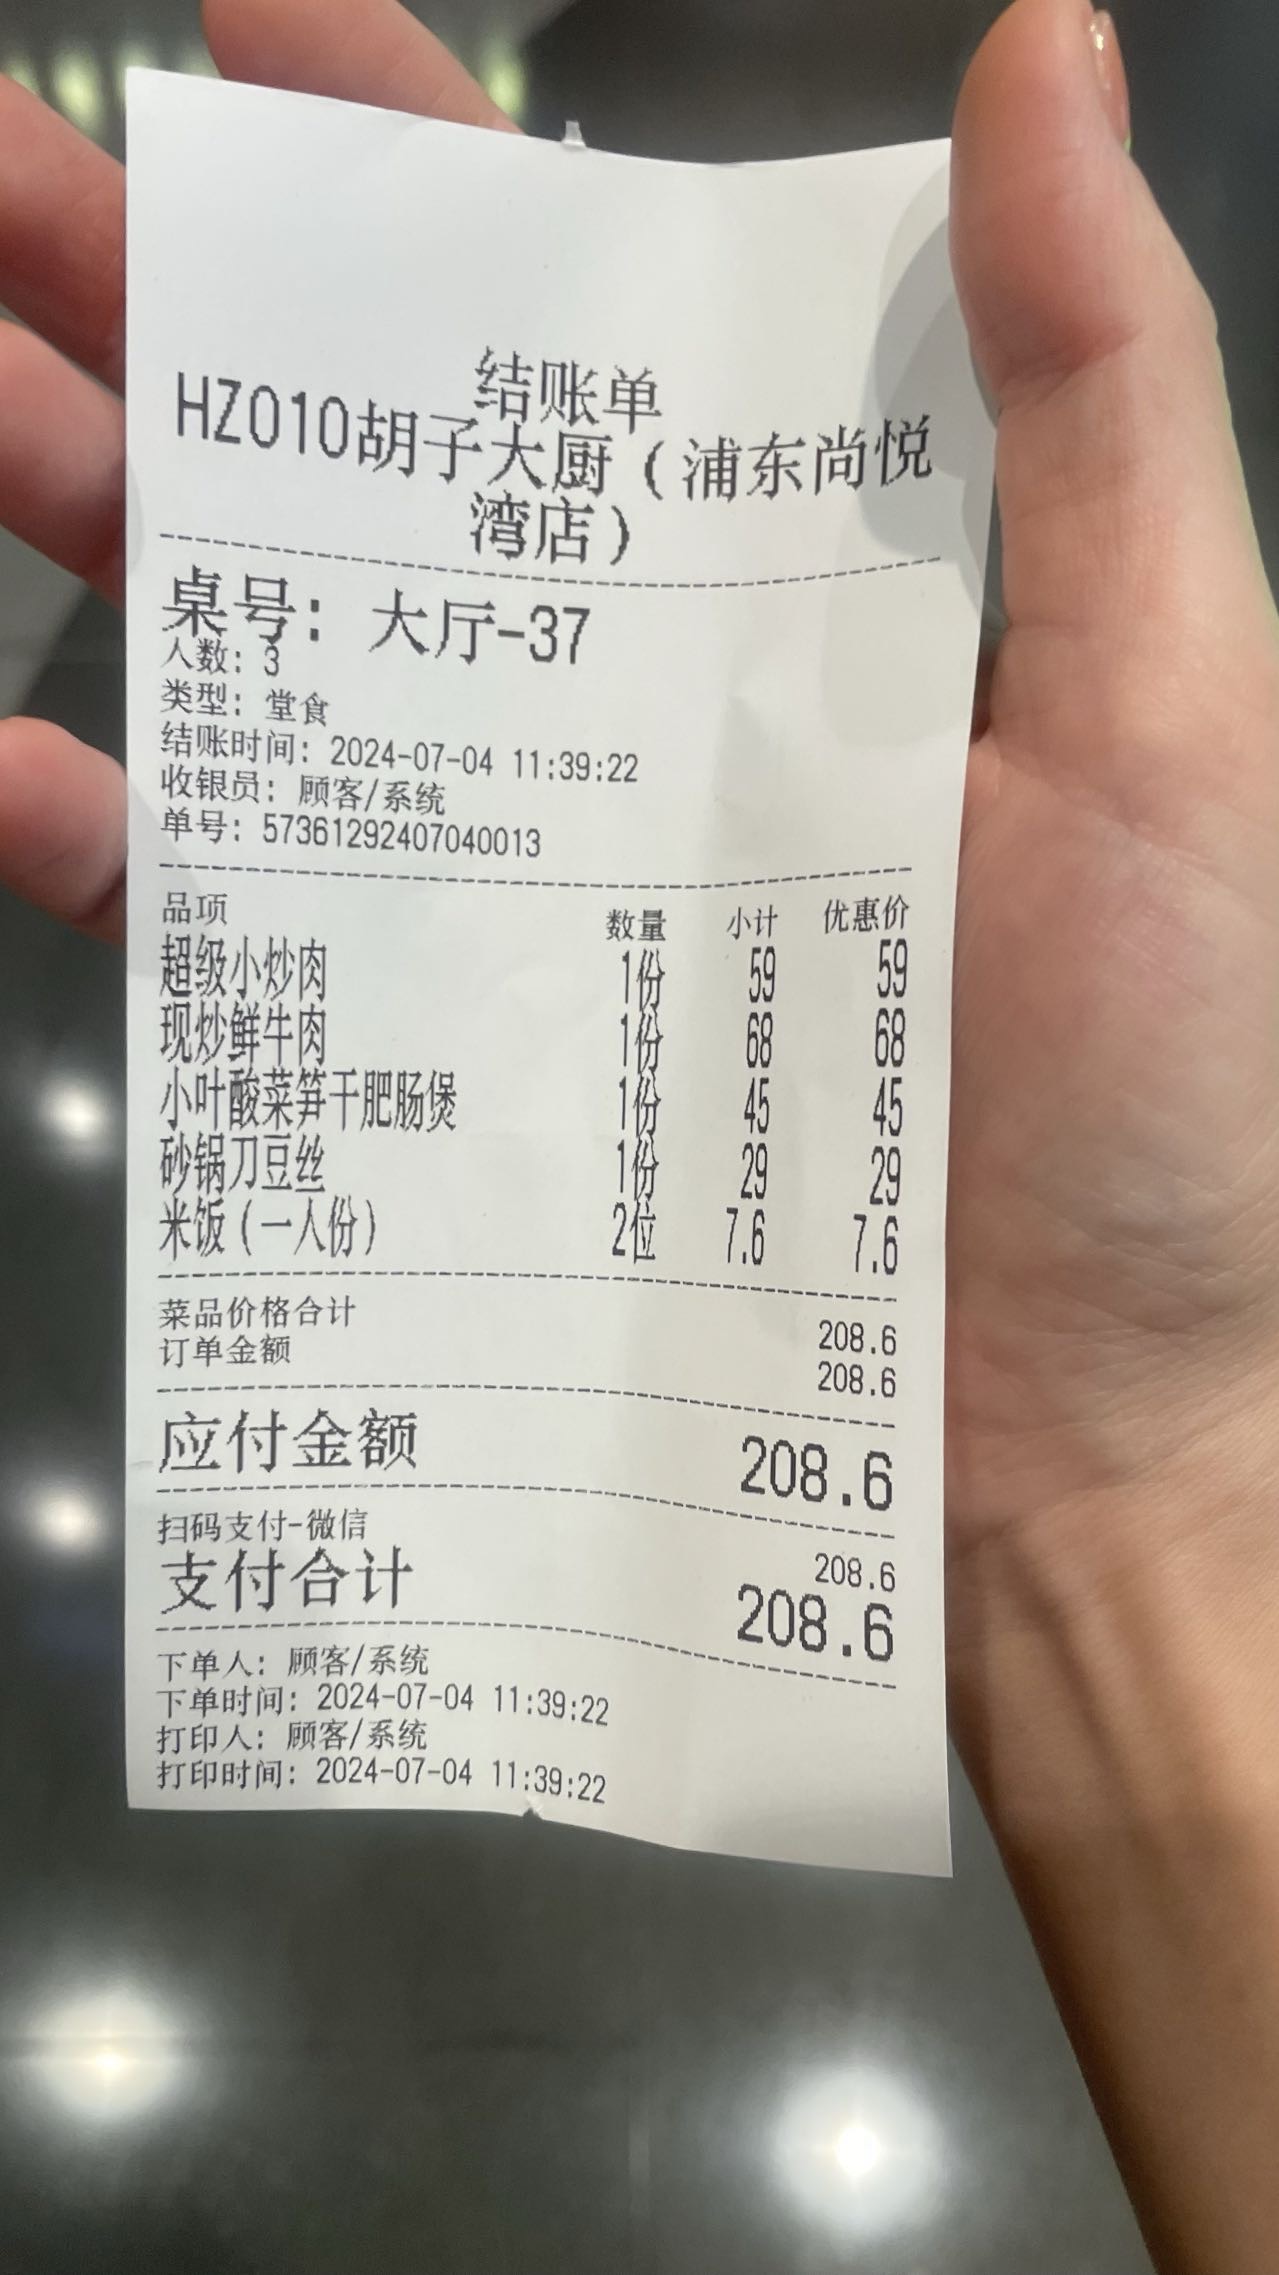 结账单
HZ010胡子大厨(浦东尚悦
湾店)
桌号: 大厅-37
人数: 3
类型: 堂食
结账时间: 2024-07-04 11:39:22
收银员: 顾客/系统
单号: 57361292407040013
品项 数量 小计 优惠价
超级小炒肉 1份 59 59
现炒鲜牛肉 1份 68 68
小叶酸菜笋干肥肠煲 1份 45 45
砂锅刀豆丝 1份 29 29
米饭(一人份) 2位 7.6 7.6
菜品价格合计 208.6
订单金额 208.6
应付金额 208.6
扫码支付-微信 208.6
支付合计 208.6
下单人: 顾客/系统
下单时间: 2024-07-04 11:39:22
打印人: 顾客/系统
打印时间: 2024-07-04 11:39:22